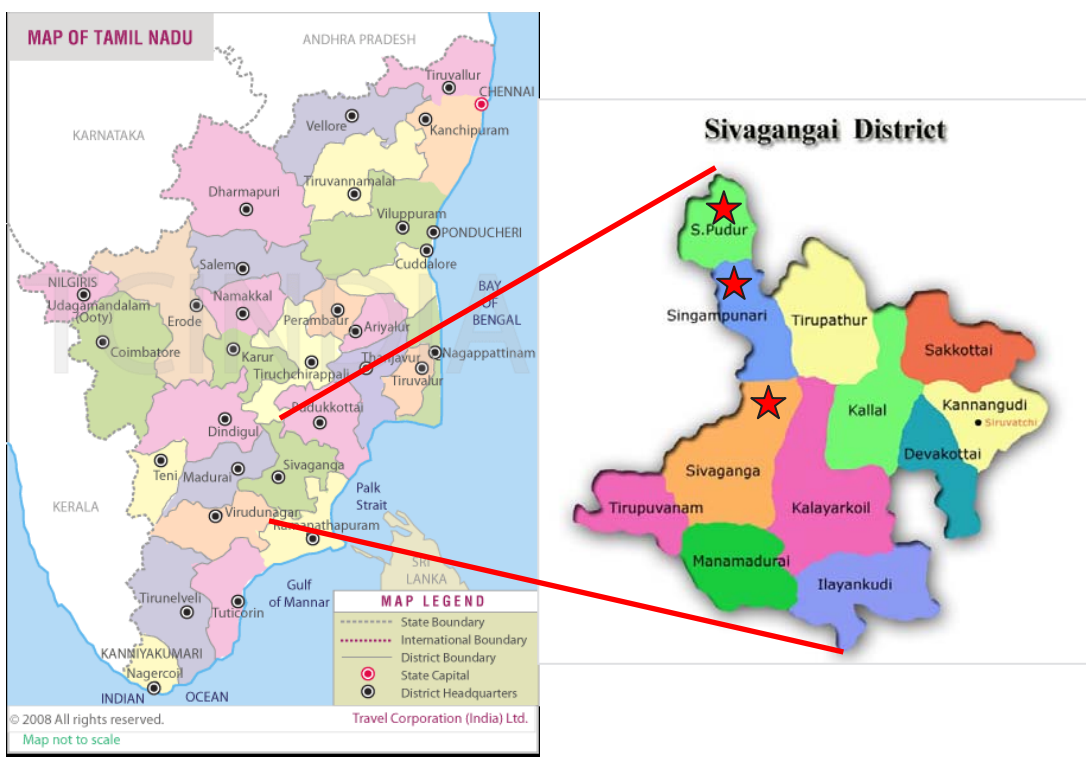 MAP OF TAMIL NADU
ANDHRA PRADESH
Tiruvallur
CHENNAI
KARNATAKA
Vellore
Kanchipuram
Tiruvannamalai
Dharmapuri
Viluppuram
PONDUCHERI
Cuddalore
Salem
NILGIRIS
Udagamandalam
(Ooty)
Namakkal
Erode
Perambaur
Ariyalur
BAY
OF
BENGAL
Coimbatore
Karur
Tiruchchirappali
Thanjavur
Nagappattinam
Tiruvalur
Padukkottai
Dindigul
Teni
Madurai
Sivaganga
KERALA
Palk
Strait
Virudunagar
Ramanathapuram
SRI
LANKA
Gulf
of Mannar
Tirunelveli
Tuticorin
KANNIYAKUMARI
Nagercoil
INDIAN
OCEAN
MAP LEGEND
State Boundary
International Boundary
District Boundary
State Capital
District Headquarters
© 2008 All rights reserved.
Travel Corporation (India) Ltd.
Map not to scale
Sivagangai District
S.Pudur
Singampunari
Tirupathur
Sakkottai
Kallal
Kannangudi
Siruvatchi
Devakottai
Sivaganga
Tirupuvanam
Kalayarkoil
Manamadurai
Ilayankudi